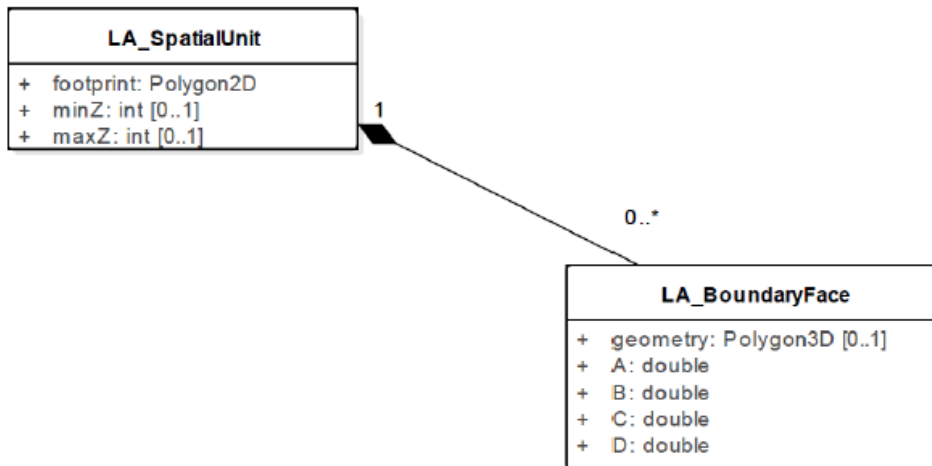 LA_SpatialUnit
+ footprint: Polygon2D
+ minZ: int [0..1]
+ maxZ: int [0..1]
1
0..*
LA_BoundaryFace
+ geometry: Polygon3D [0..1]
+ A: double
+ B: double
+ C: double
+ D: double